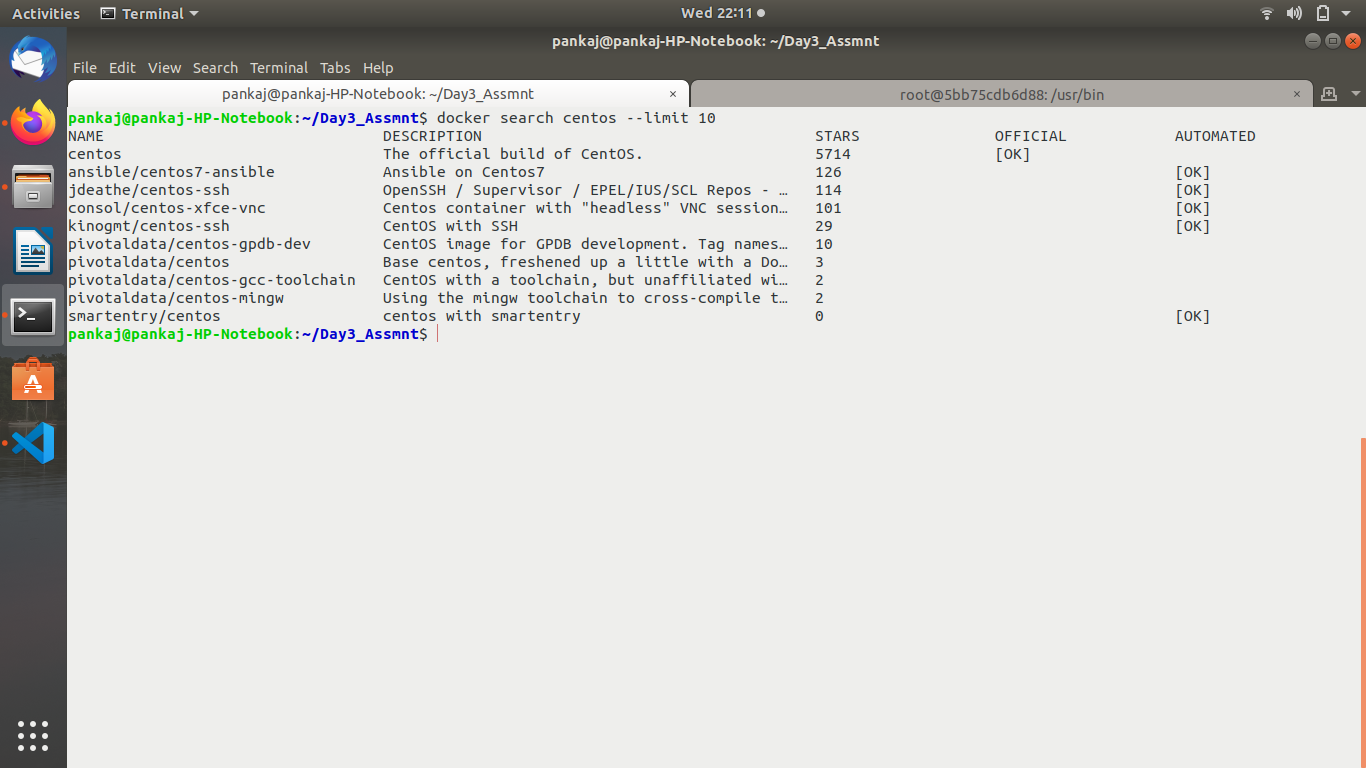 Activities Terminal Wed 22:11
pankaj@pankaj-HP-Notebook: ~/Day3_Assmnt
File Edit View Search Terminal Tabs Help
pankaj@pankaj-HP-Notebook: ~/Day3_Assmnt × root@5bb75cdb6d88: /usr/bin ×
pankaj@pankaj-HP-Notebook:~/Day3_Assmnt$ docker search centos --limit 10
NAME DESCRIPTION STARS OFFICIAL AUTOMATED
centos The official build of CentOS. 5714 [OK]
ansible/centos7-ansible Ansible on Centos7 126 [OK]
jdeathe/centos-ssh OpenSSH / Supervisor / EPEL/IUS/SCL Repos - … 114 [OK]
consol/centos-xfce-vnc Centos container with "headless" VNC session… 101 [OK]
kinogmt/centos-ssh CentOS with SSH 29 [OK]
pivotaldata/centos-gpdb-dev CentOS image for GPDB development. Tag names… 10
pivotaldata/centos Base centos, freshened up a little with a Do… 3
pivotaldata/centos-gcc-toolchain CentOS with a toolchain, but unaffiliated wi… 2
pivotaldata/centos-mingw Using the mingw toolchain to cross-compile t… 2
smartentry/centos centos with smartentry 0 [OK]
pankaj@pankaj-HP-Notebook:~/Day3_Assmnt$